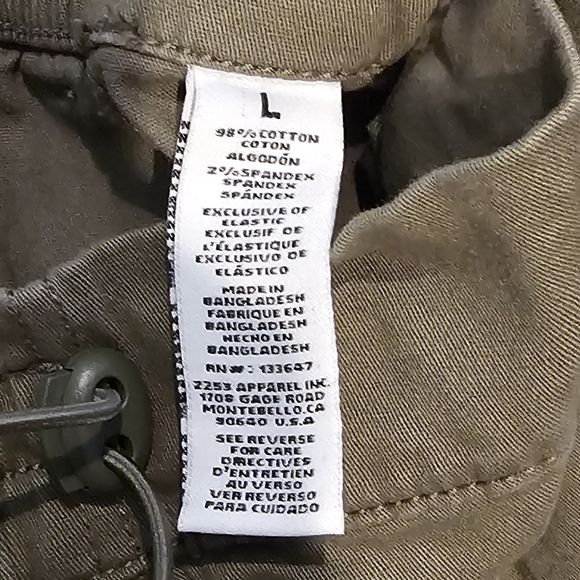 L
98% COTTON
COTON
ALGODÓN
2% SPANDEX
SPANDEX
SPÁNDEX
EXCLUSIVE OF
ELASTIC
EXCLUSIF DE
L'ÉLASTIQUE
EXCLUSIVO DE
ELÁSTICO
MADE IN
BANGLADESH
FABRIQUE EN
BANGLADESH
HECHO EN
BANGLADESH
RN#: 133647
2253 APPAREL INC.
1708 GAGE ROAD
MONTEBELLO.CA
90640 U.S.A
SEE REVERSE
FOR CARE
DIRECTIVES
D'ENTRETIEN
AU VERSO
VER REVERSO
PARA CUIDADO